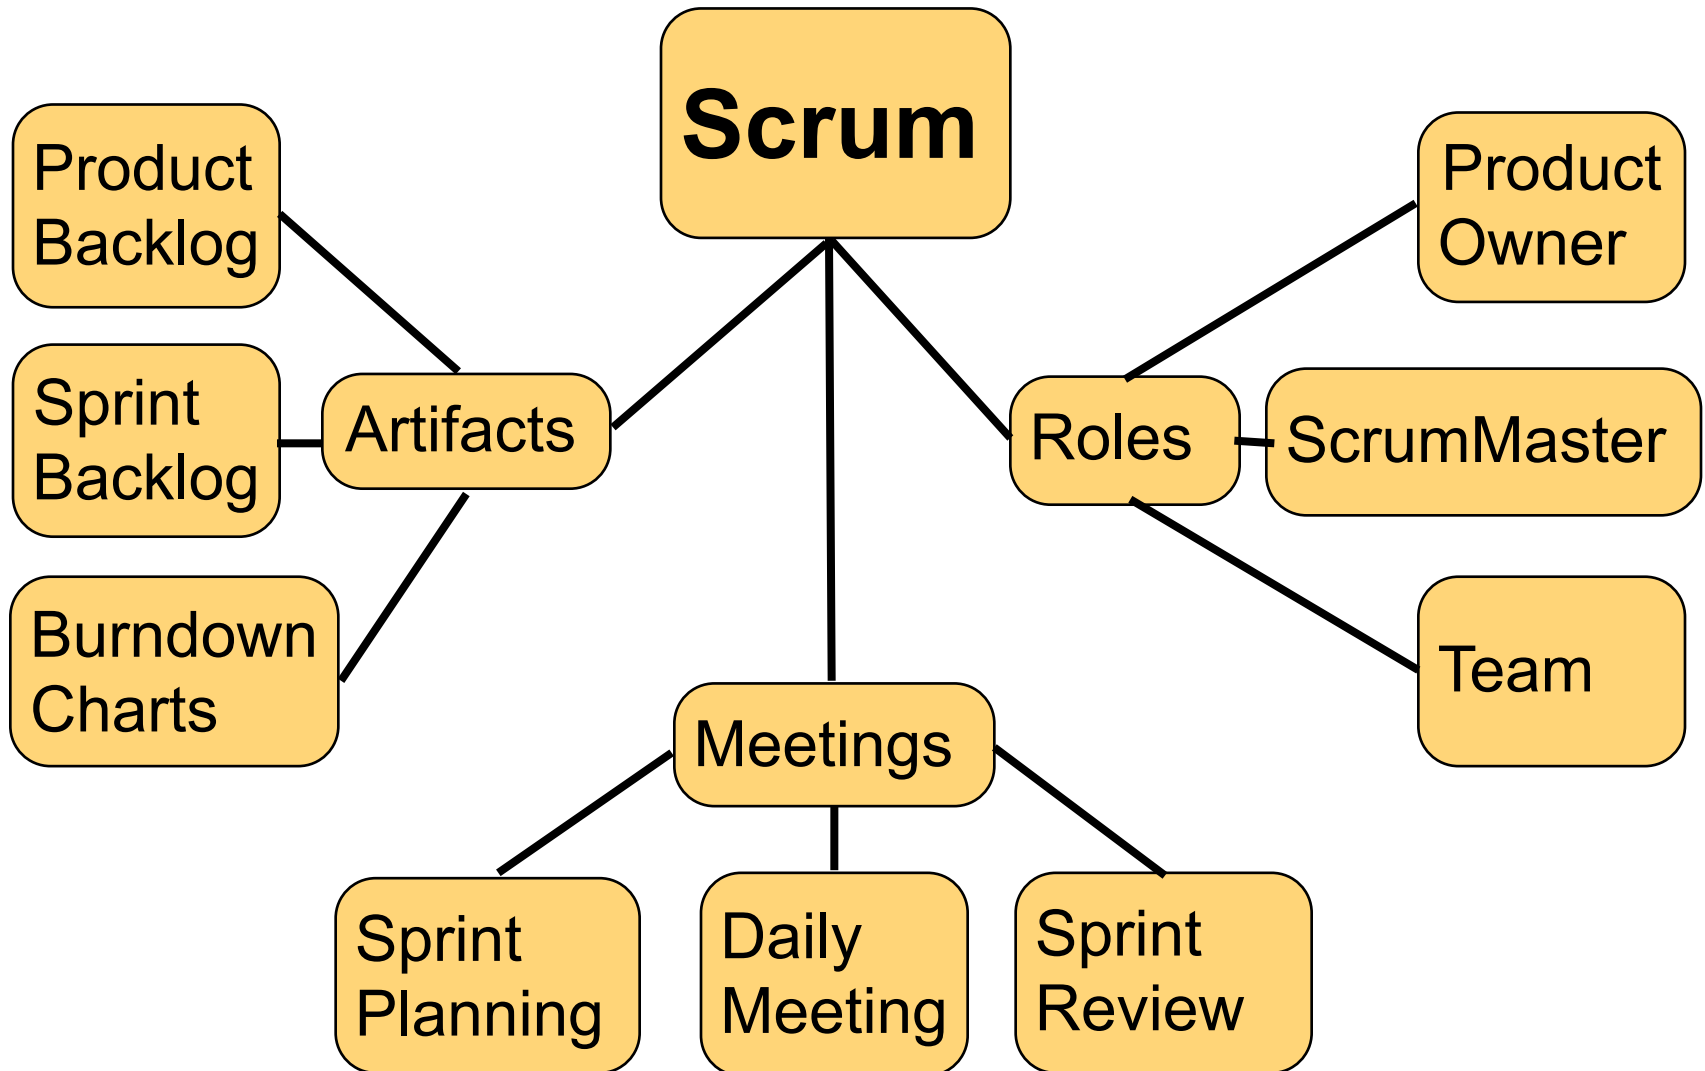 Scrum
Product
Backlog
Sprint
Backlog
Burndown
Charts
Artifacts
Roles
Product
Owner
ScrumMaster
Team
Meetings
Sprint
Planning
Daily
Meeting
Sprint
Review